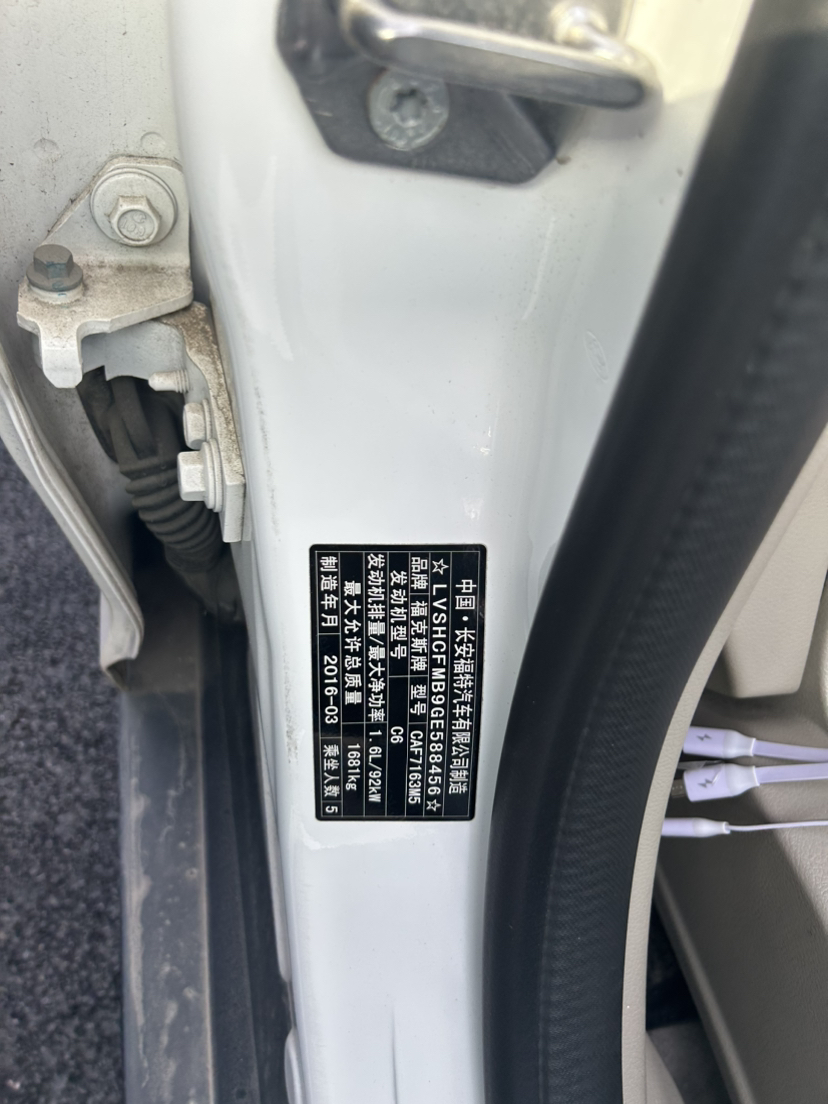 中国·长安福特汽车有限公司制造
☆LVSHCFMB9GE588456☆
品牌 福克斯牌 型号 CAF7163M5
发动机型号 C6
发动机排量/最大净功率 1.6L/92kW
最大允许总质量 1681kg
制造年月 2016-03 乘坐人数 5